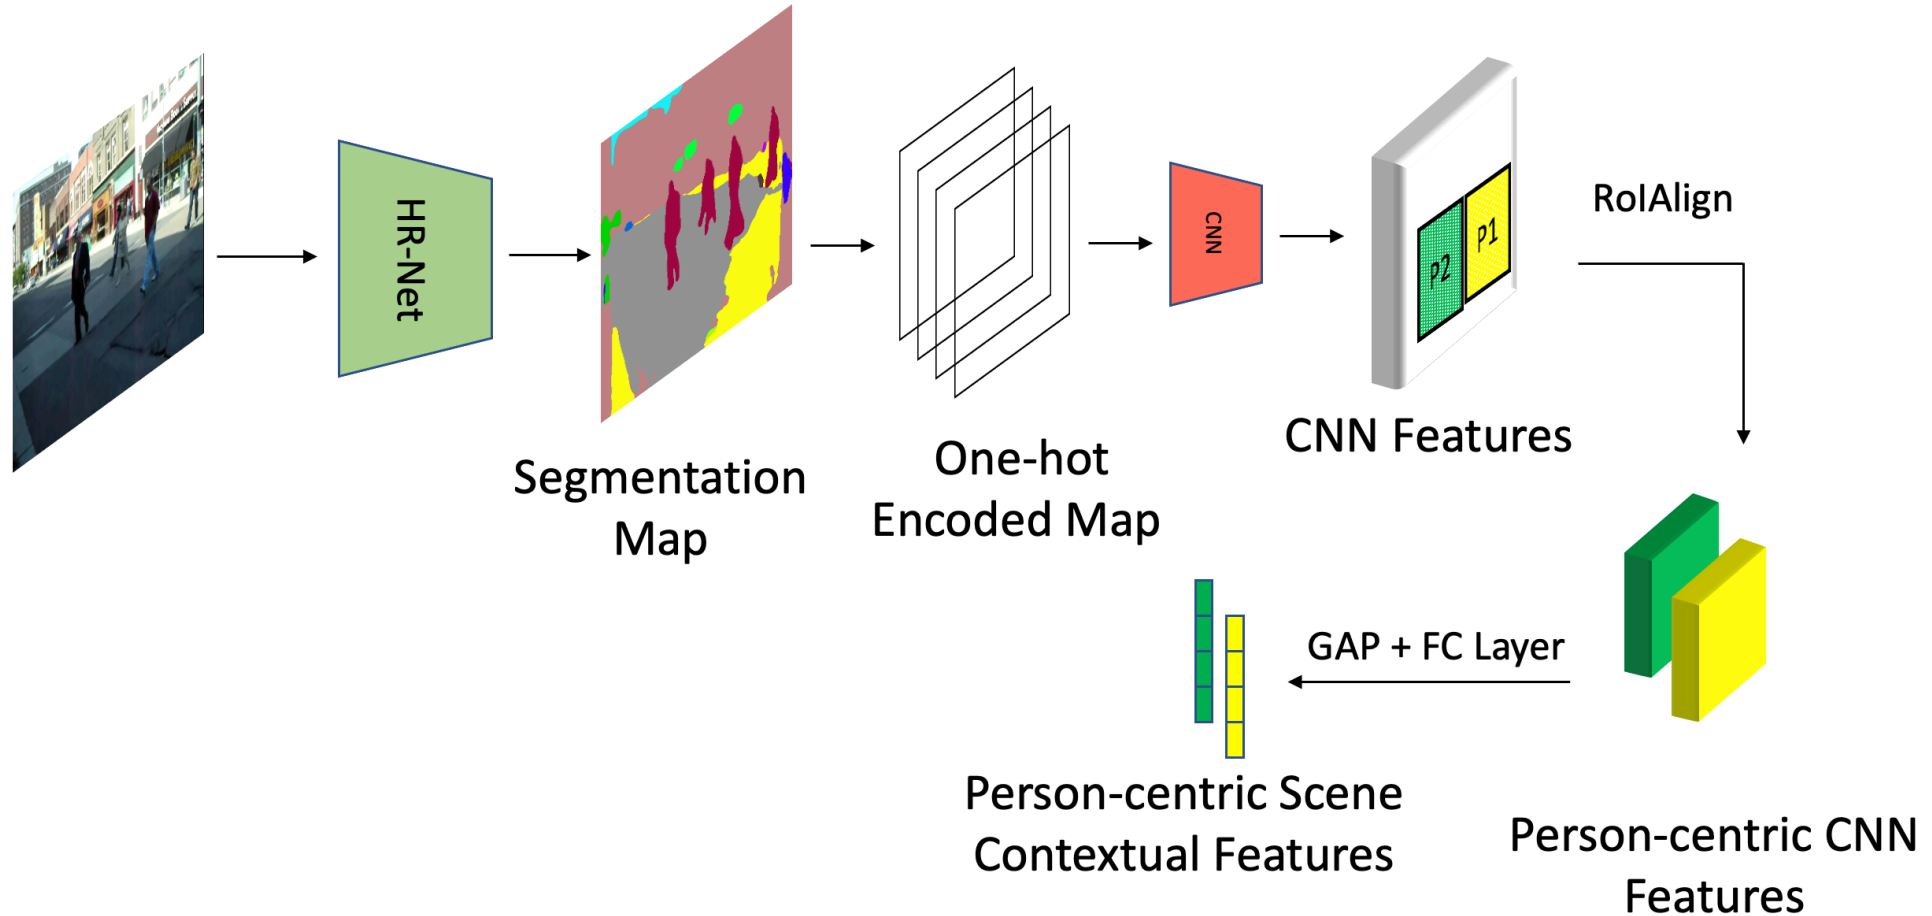 HR-Net
Segmentation
Map
One-hot
Encoded Map
CNN
P2
P1
CNN Features
RoIAlign
Person-centric CNN
Features
GAP + FC Layer
Person-centric Scene
Contextual Features